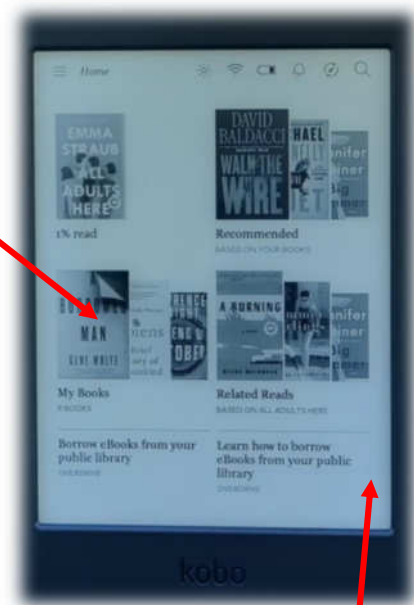 Home
EMMA
STRAUB
ALL
ADULTS
HERE
1% read
DAVID
BALDACCI
WALK THE
WIRE
Recommended
BASED ON YOUR BOOKS
MAN
GENE WOLFE
My Books
A BURNING
Related Reads
BASED ON ALL ADULTS HERE
Borrow eBooks from your
public library
OVERDRIVE
Learn how to borrow
eBooks from your public
library
OVERDRIVE
kobo